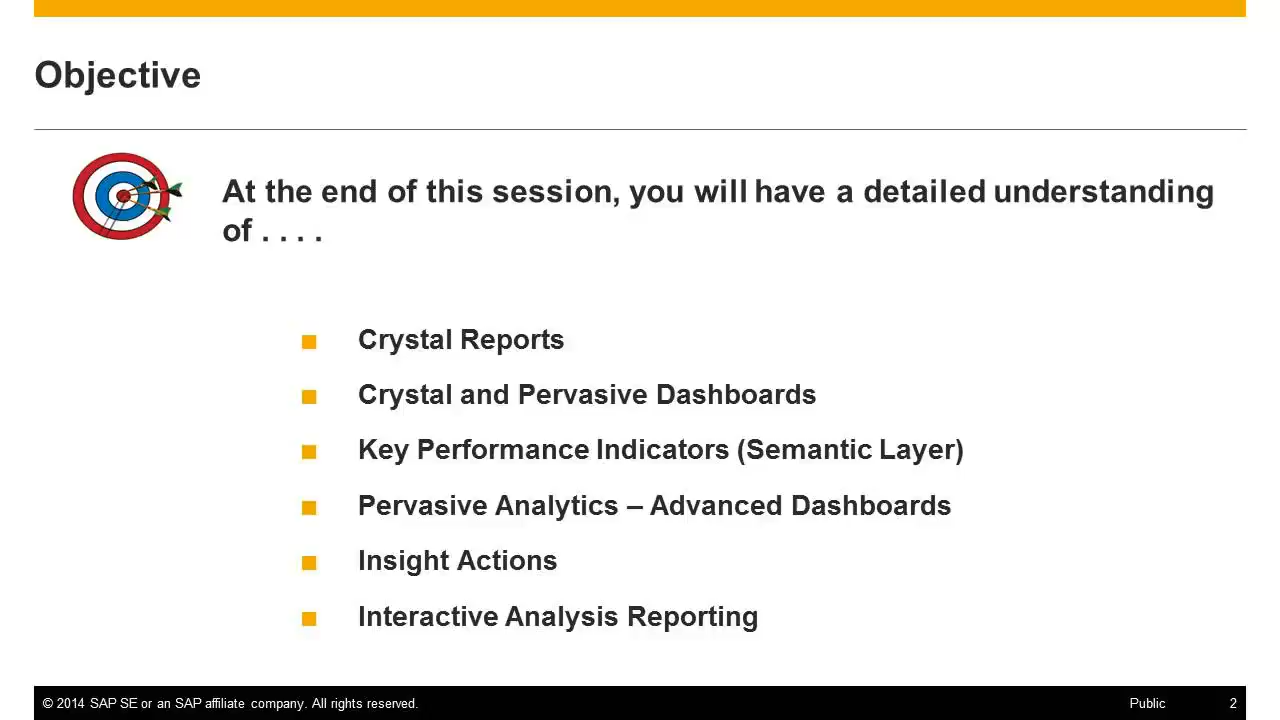 Objective
At the end of this session, you will have a detailed understanding
of . . . .
■ Crystal Reports
■ Crystal and Pervasive Dashboards
■ Key Performance Indicators (Semantic Layer)
■ Pervasive Analytics – Advanced Dashboards
■ Insight Actions
■ Interactive Analysis Reporting
© 2014 SAP SE or an SAP affiliate company. All rights reserved. Public 2